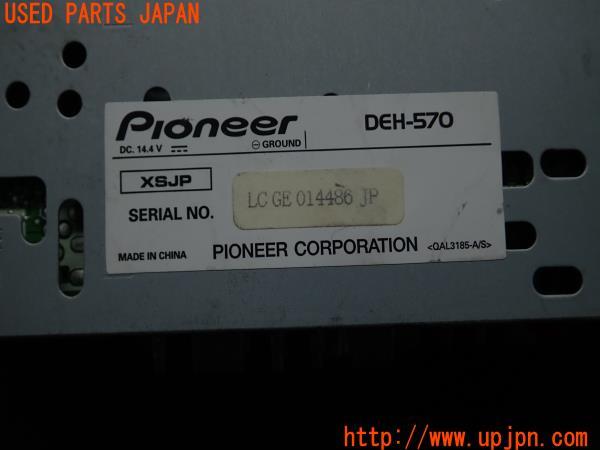 USED PARTS JAPAN
Pioneer DEH-570
DC. 14.4 V ⊖ GROUND
XSJP
SERIAL NO. LC GE 014486 JP
MADE IN CHINA PIONEER CORPORATION <QAL3185-A/S>
http://www.upjpn.com